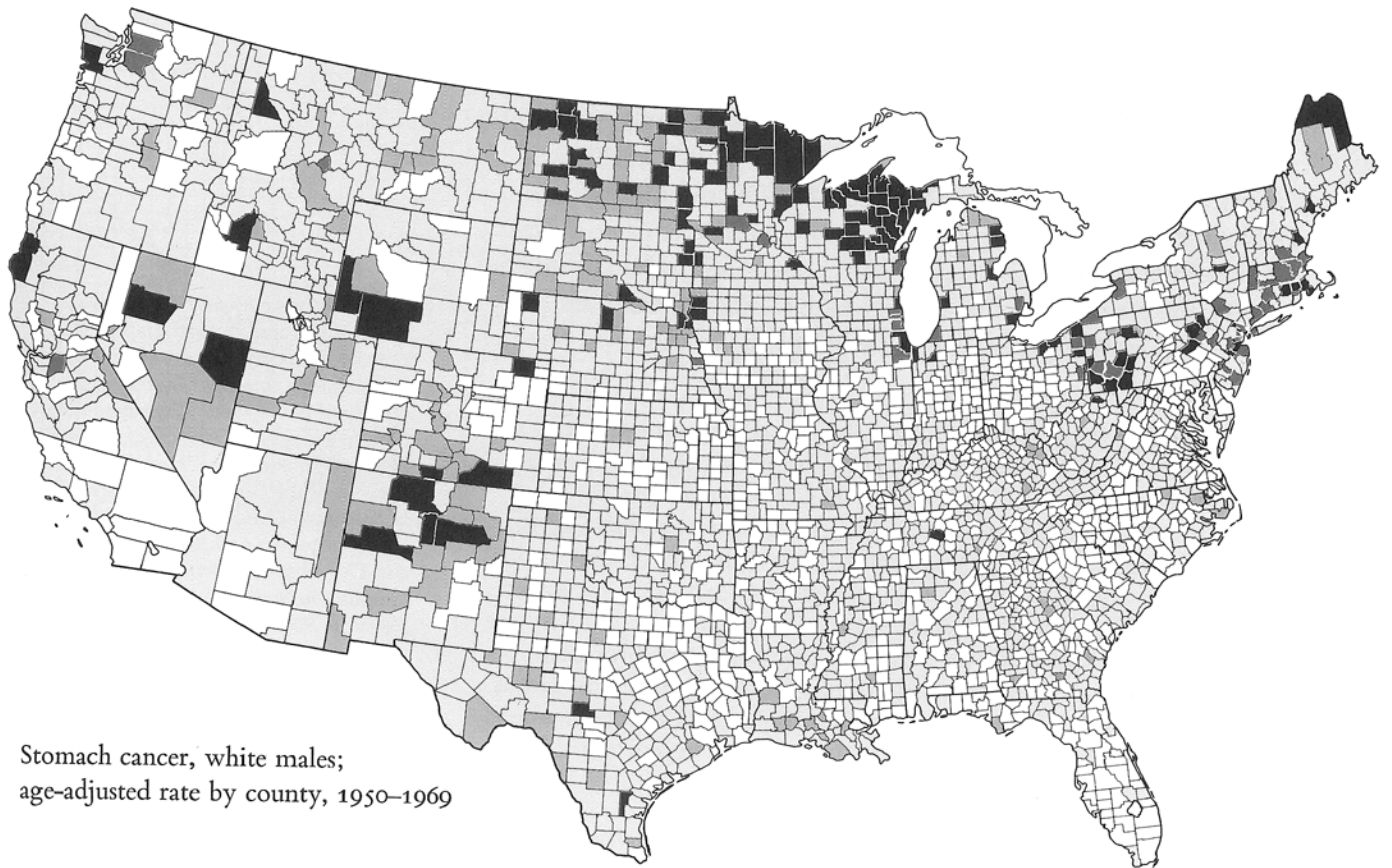 Stomach cancer, white males;
age-adjusted rate by county, 1950–1969